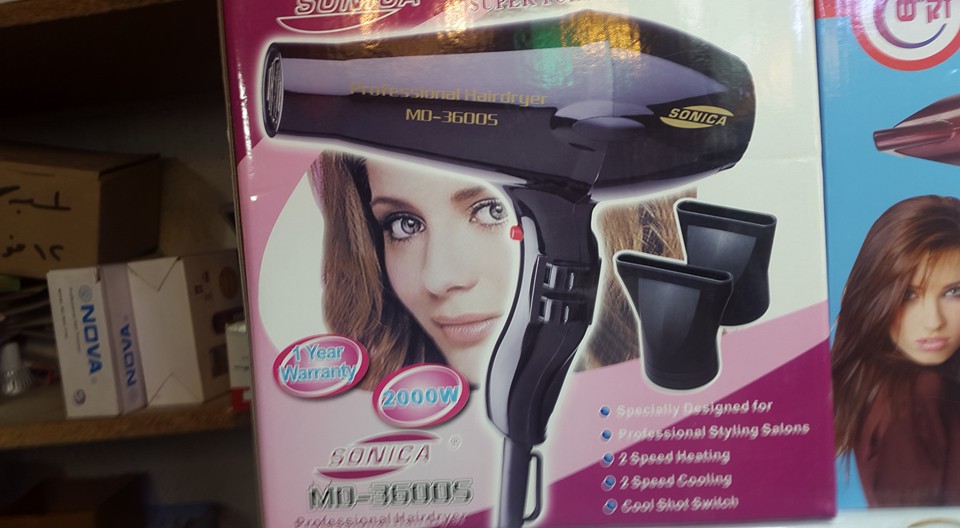 SONICA
Professional Hairdryer
MD-3600S
SONICA
1 Year
Warranty
2000W
SONICA®
MD-3600S
Professional Hairdryer
Specially Designed for
Professional Styling Salons
2 Speed Heating
2 Speed Cooling
Cool Shot Switch
NOVA
NOVA